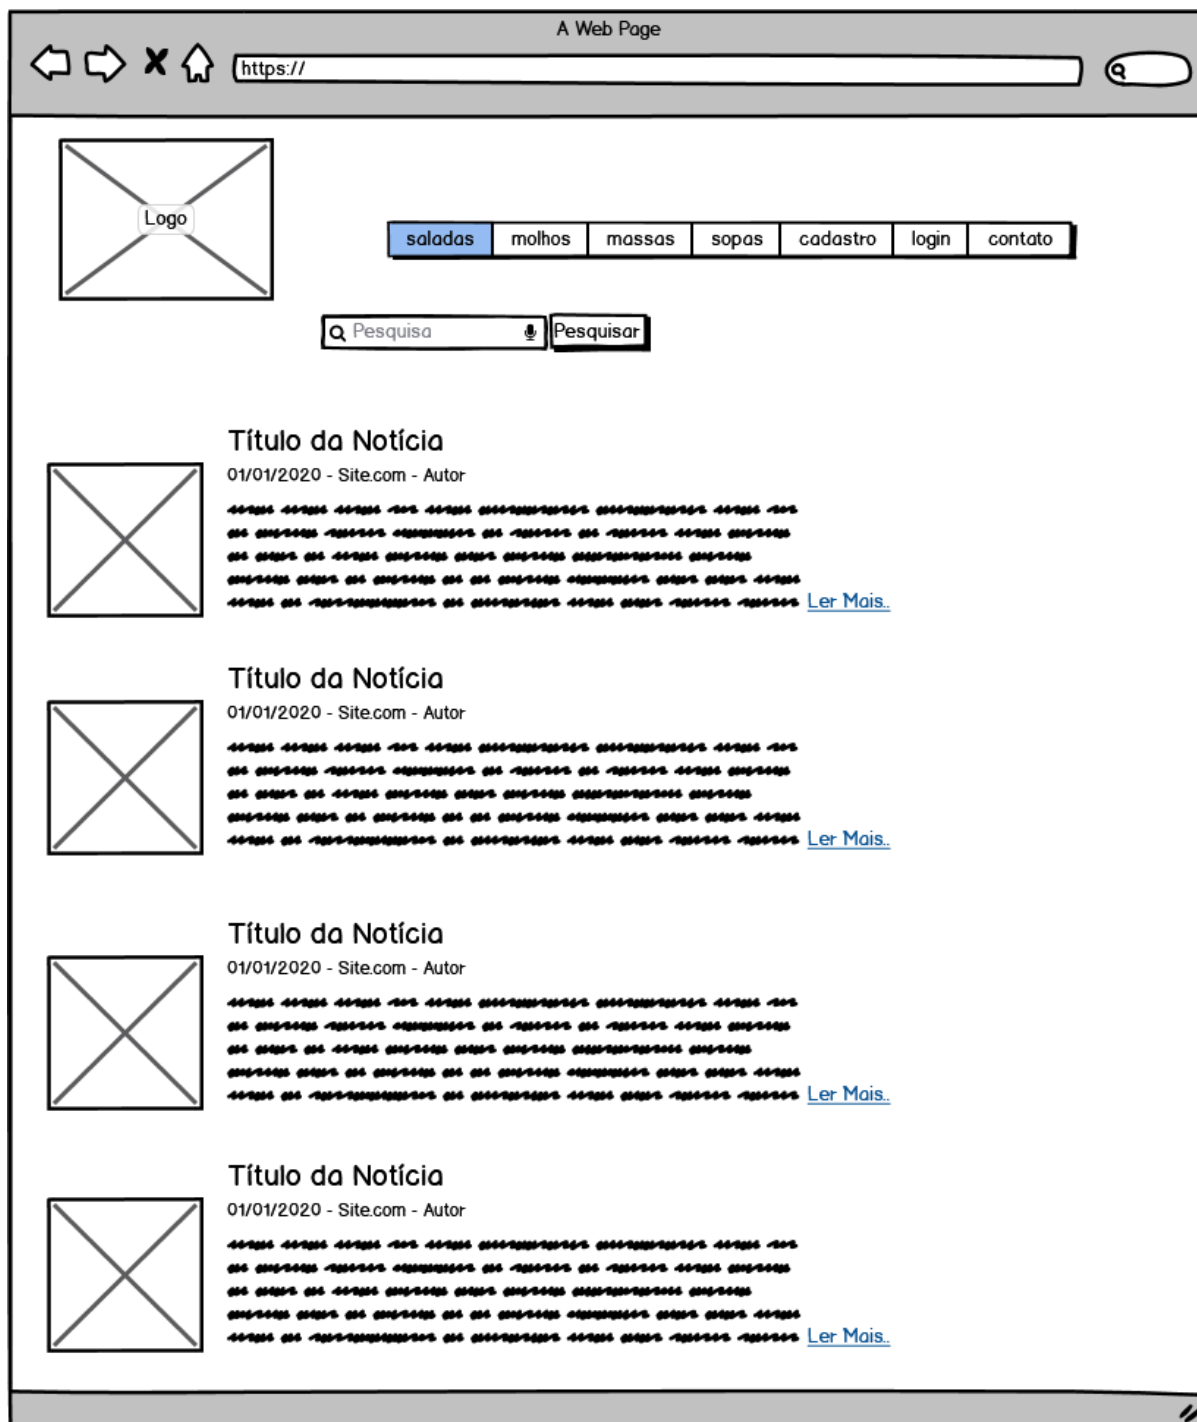 A Web Page
https://
Logo
saladas molhos massas sopas cadastro login contato
Pesquisa Pesquisar
Título da Notícia
01/01/2020 - Site.com - Autor
Ler Mais..
Título da Notícia
01/01/2020 - Site.com - Autor
Ler Mais..
Título da Notícia
01/01/2020 - Site.com - Autor
Ler Mais..
Título da Notícia
01/01/2020 - Site.com - Autor
Ler Mais..